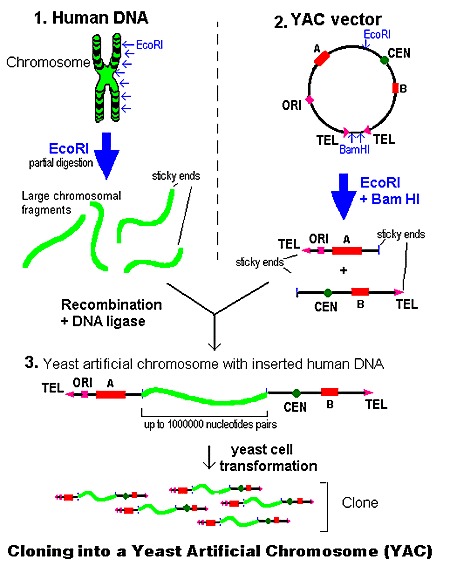 1. Human DNA
EcoRI
Chromosome
EcoRI
partial digestion
Large chromosomal
fragments
sticky ends
2. YAC vector
EcoRI
A
CEN
B
ORI
TEL
TEL
BamHI
EcoRI
+ Bam HI
sticky ends
TEL
ORI
A
sticky ends
+
CEN
B
TEL
Recombination
+ DNA ligase
3. Yeast artificial chromosome with inserted human DNA
TEL
ORI
A
CEN
B
TEL
up to 1000000 nucleotides pairs
yeast cell
transformation
Clone
Cloning into a Yeast Artificial Chromosome (YAC)